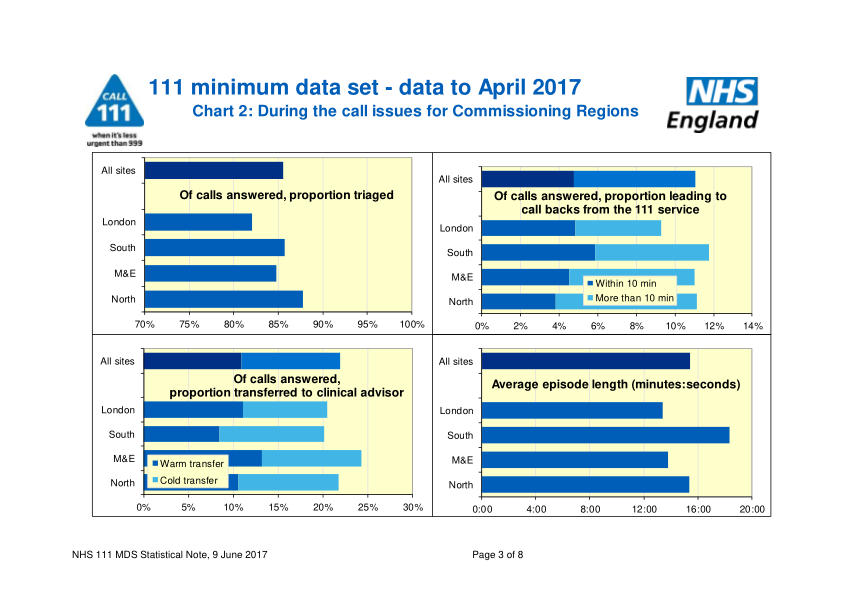 CALL
111
when it's less
urgent than 999
111 minimum data set - data to April 2017
Chart 2: During the call issues for Commissioning Regions
NHS
England
All sites
Of calls answered, proportion triaged
London
South
M&E
North
70% 75% 80% 85% 90% 95% 100%
All sites
Of calls answered, proportion leading to
call backs from the 111 service
London
South
M&E
Within 10 min
More than 10 min
North
0% 2% 4% 6% 8% 10% 12% 14%
All sites
Of calls answered,
proportion transferred to clinical advisor
London
South
M&E
Warm transfer
Cold transfer
North
0% 5% 10% 15% 20% 25% 30%
All sites
Average episode length (minutes:seconds)
London
South
M&E
North
0:00 4:00 8:00 12:00 16:00 20:00
NHS 111 MDS Statistical Note, 9 June 2017
Page 3 of 8